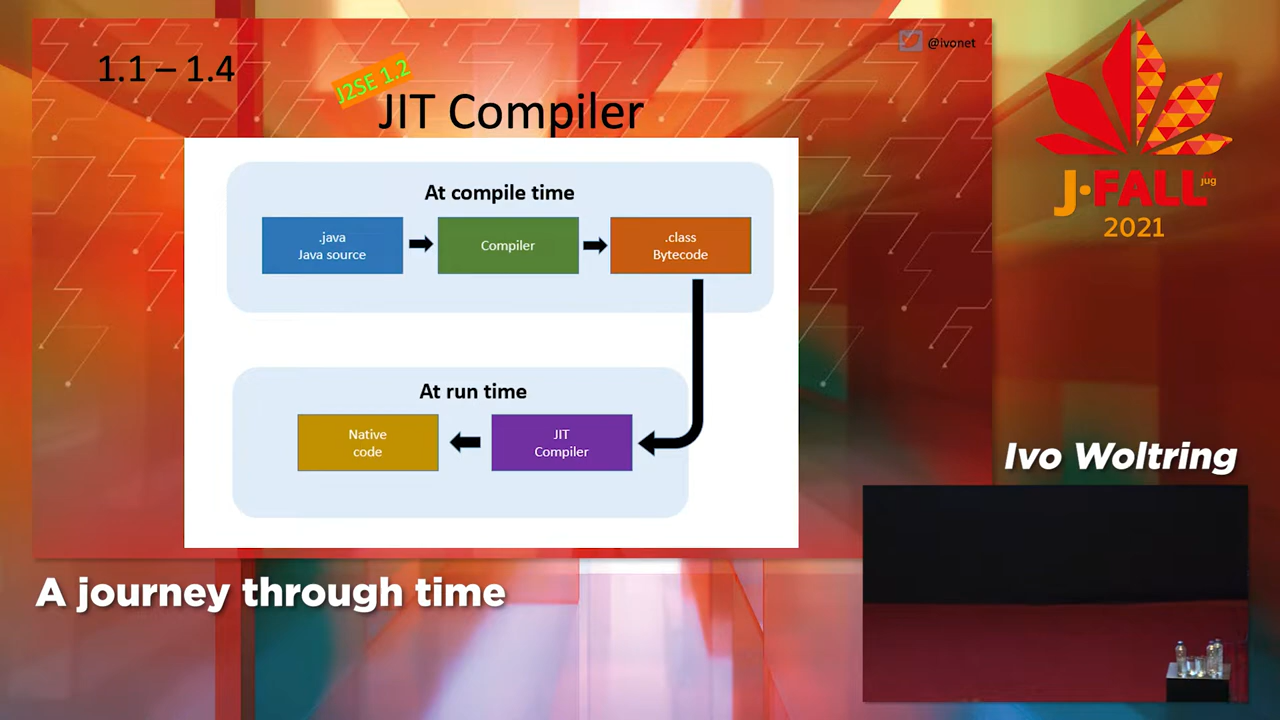 1.1 – 1.4
J2SE 1.2
JIT Compiler
@ivonet
At compile time
.java
Java source
Compiler
.class
Bytecode
At run time
Native
code
JIT
Compiler
J•FALL
jug
2021
Ivo Woltring
A journey through time